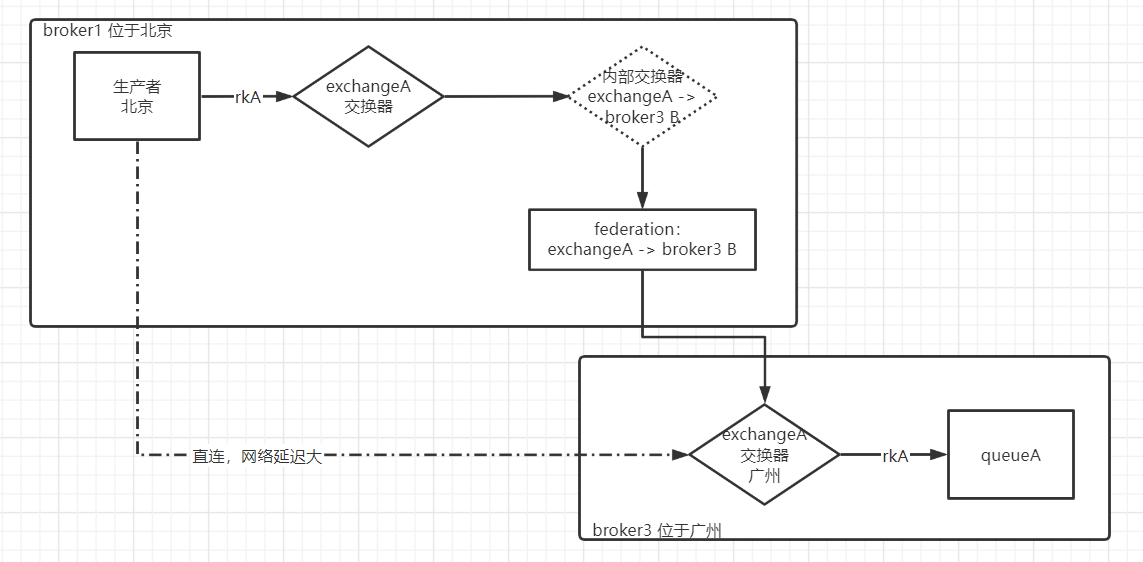 broker1 位于北京
生产者
北京
rkA
exchangeA
交换器
内部交换器
exchangeA ->
broker3 B
federation：
exchangeA -> broker3 B
直连，网络延迟大
exchangeA
交换器
广州
rkA
queueA
broker3 位于广州